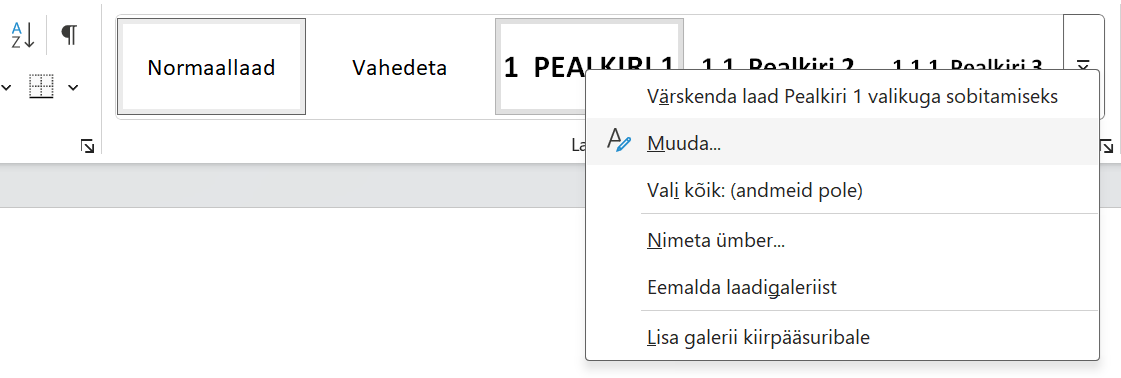 A
Z
¶
Normaallaad
Vahedeta
1 PEALKIRI 1
1.1 Pealkiri 2
1.1.1 Pealkiri 3
La
Värskenda laad Pealkiri 1 valikuga sobitamiseks
Muuda...
Vali kõik: (andmeid pole)
Nimeta ümber...
Eemalda laadigaleriist
Lisa galerii kiirpääsuribale